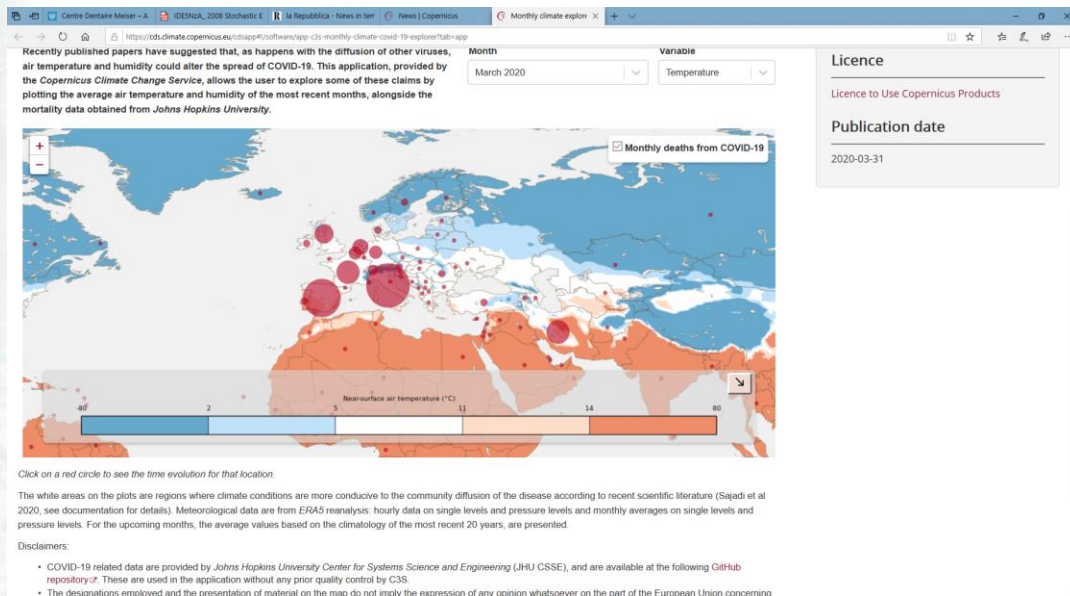 Centre Dentaire Meiser – A
IDESNzA_ 2008 Stochastic E
la Repubblica - News in terr
News | Copernicus
Monthly climate explon
https://cds.climate.copernicus.eu/cdsapp#!/software/app-c3s-monthly-climate-covid-19-explorer?tab=app
Recently published papers have suggested that, as happens with the diffusion of other viruses,
air temperature and humidity could alter the spread of COVID-19. This application, provided by
the Copernicus Climate Change Service, allows the user to explore some of these claims by
plotting the average air temperature and humidity of the most recent months, alongside the
mortality data obtained from Johns Hopkins University.
Month
March 2020
Variable
Temperature
Licence
Licence to Use Copernicus Products
Publication date
2020-03-31
+
−
Monthly deaths from COVID-19
Near-surface air temperature (°C)
-80 2 5 11 14 80
Click on a red circle to see the time evolution for that location.
The white areas on the plots are regions where climate conditions are more conducive to the community diffusion of the disease according to recent scientific literature (Sajadi et al
2020, see documentation for details). Meteorological data are from ERA5 reanalysis: hourly data on single levels and pressure levels and monthly averages on single levels and
pressure levels. For the upcoming months, the average values based on the climatology of the most recent 20 years, are presented.
Disclaimers:
• COVID-19 related data are provided by Johns Hopkins University Center for Systems Science and Engineering (JHU CSSE), and are available at the following GitHub
repository. These are used in the application without any prior quality control by C3S.
• The designations employed and the presentation of material on the map do not imply the expression of any opinion whatsoever on the part of the European Union concerning